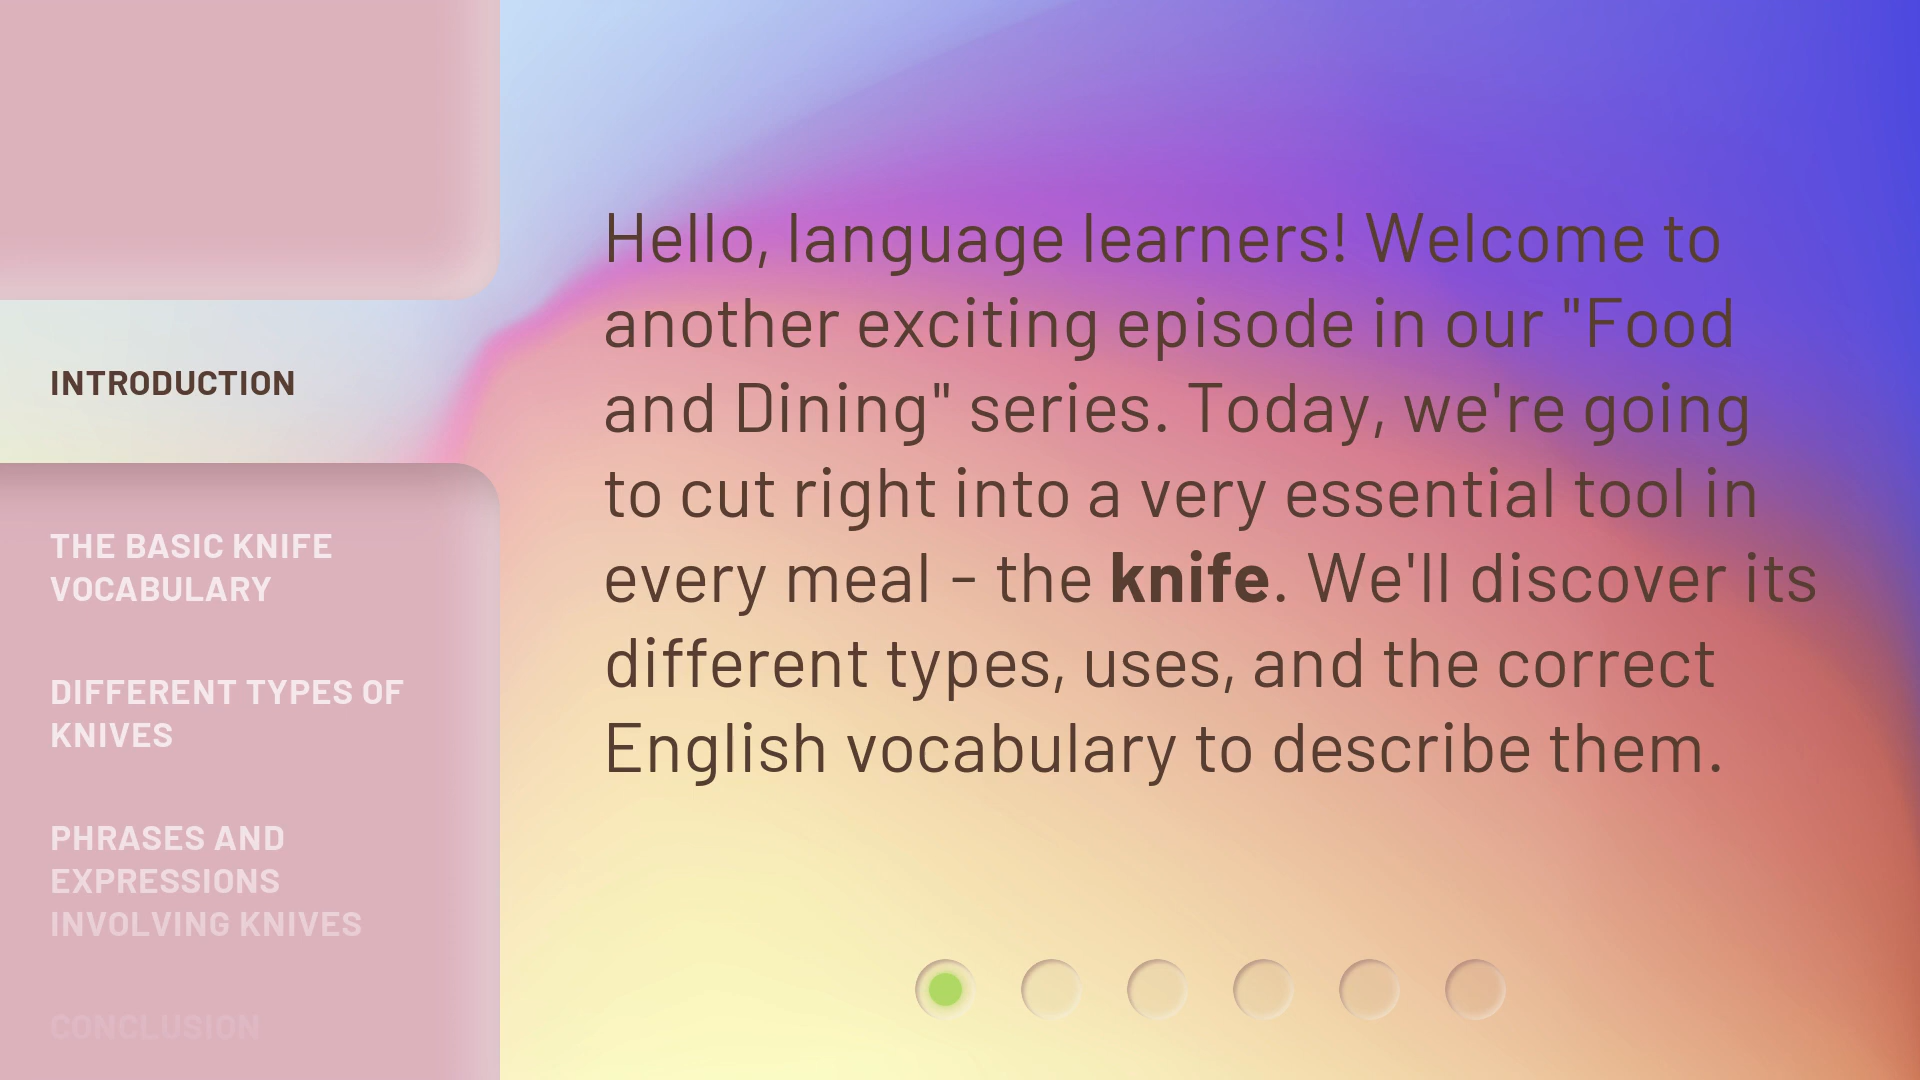 INTRODUCTION
THE BASIC KNIFE
VOCABULARY
DIFFERENT TYPES OF
KNIVES
PHRASES AND
EXPRESSIONS
INVOLVING KNIVES
CONCLUSION
Hello, language learners! Welcome to
another exciting episode in our "Food
and Dining" series. Today, we're going
to cut right into a very essential tool in
every meal - the knife. We'll discover its
different types, uses, and the correct
English vocabulary to describe them.